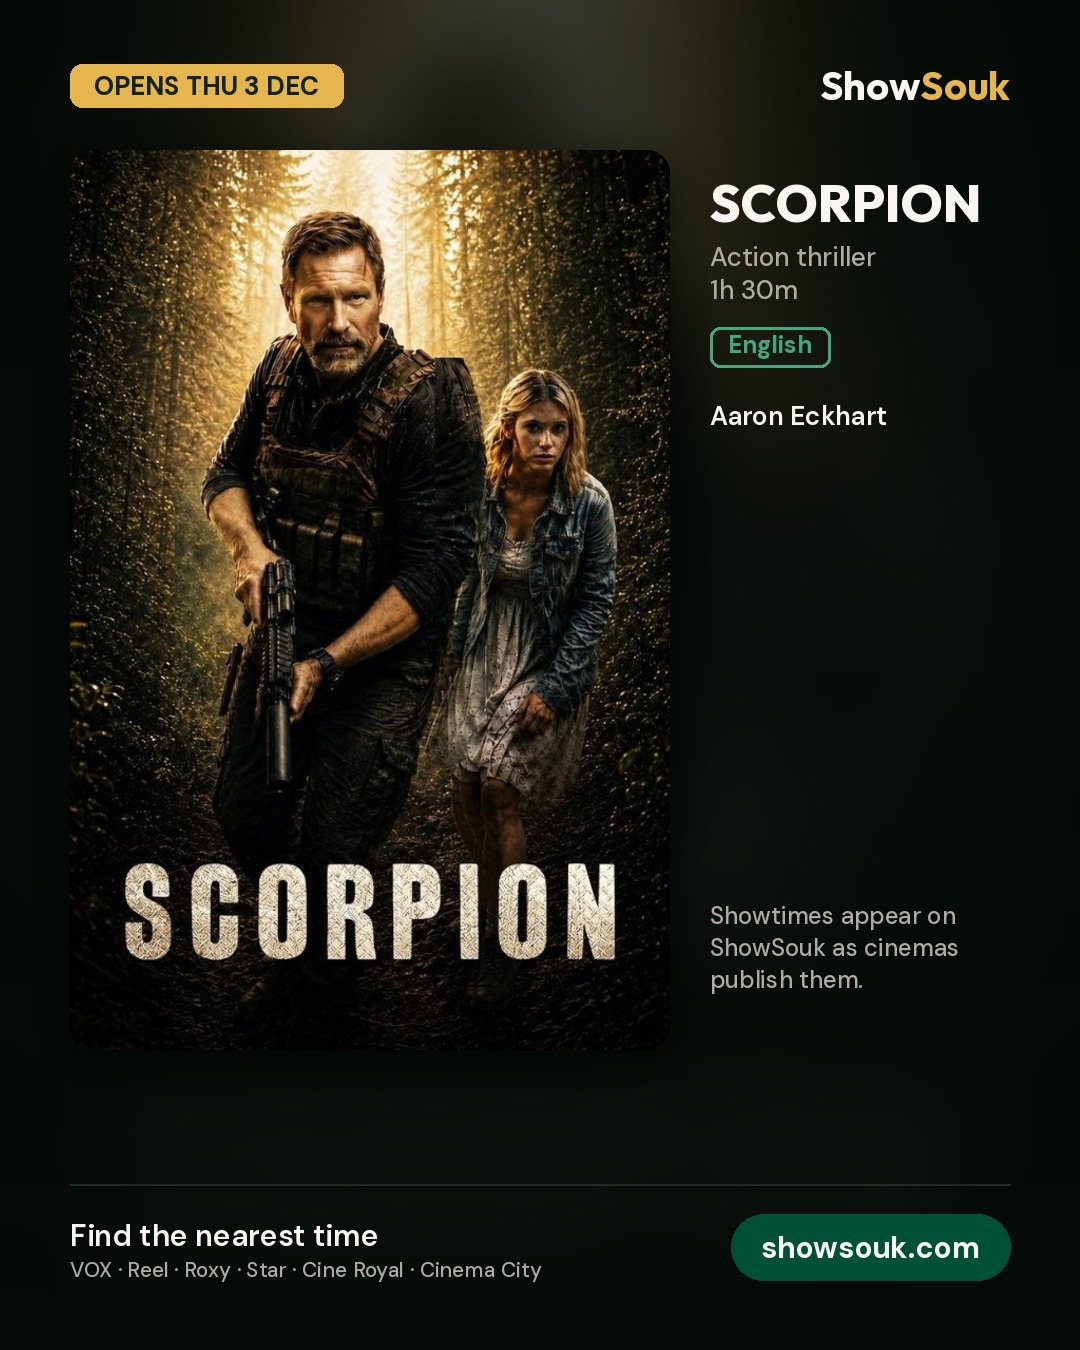 OPENS THU 3 DEC
ShowSouk
SCORPION
Action thriller
1h 30m
English
Aaron Eckhart
SCORPION
Showtimes appear on
ShowSouk as cinemas
publish them.
Find the nearest time
VOX · Reel · Roxy · Star · Cine Royal · Cinema City
showsouk.com